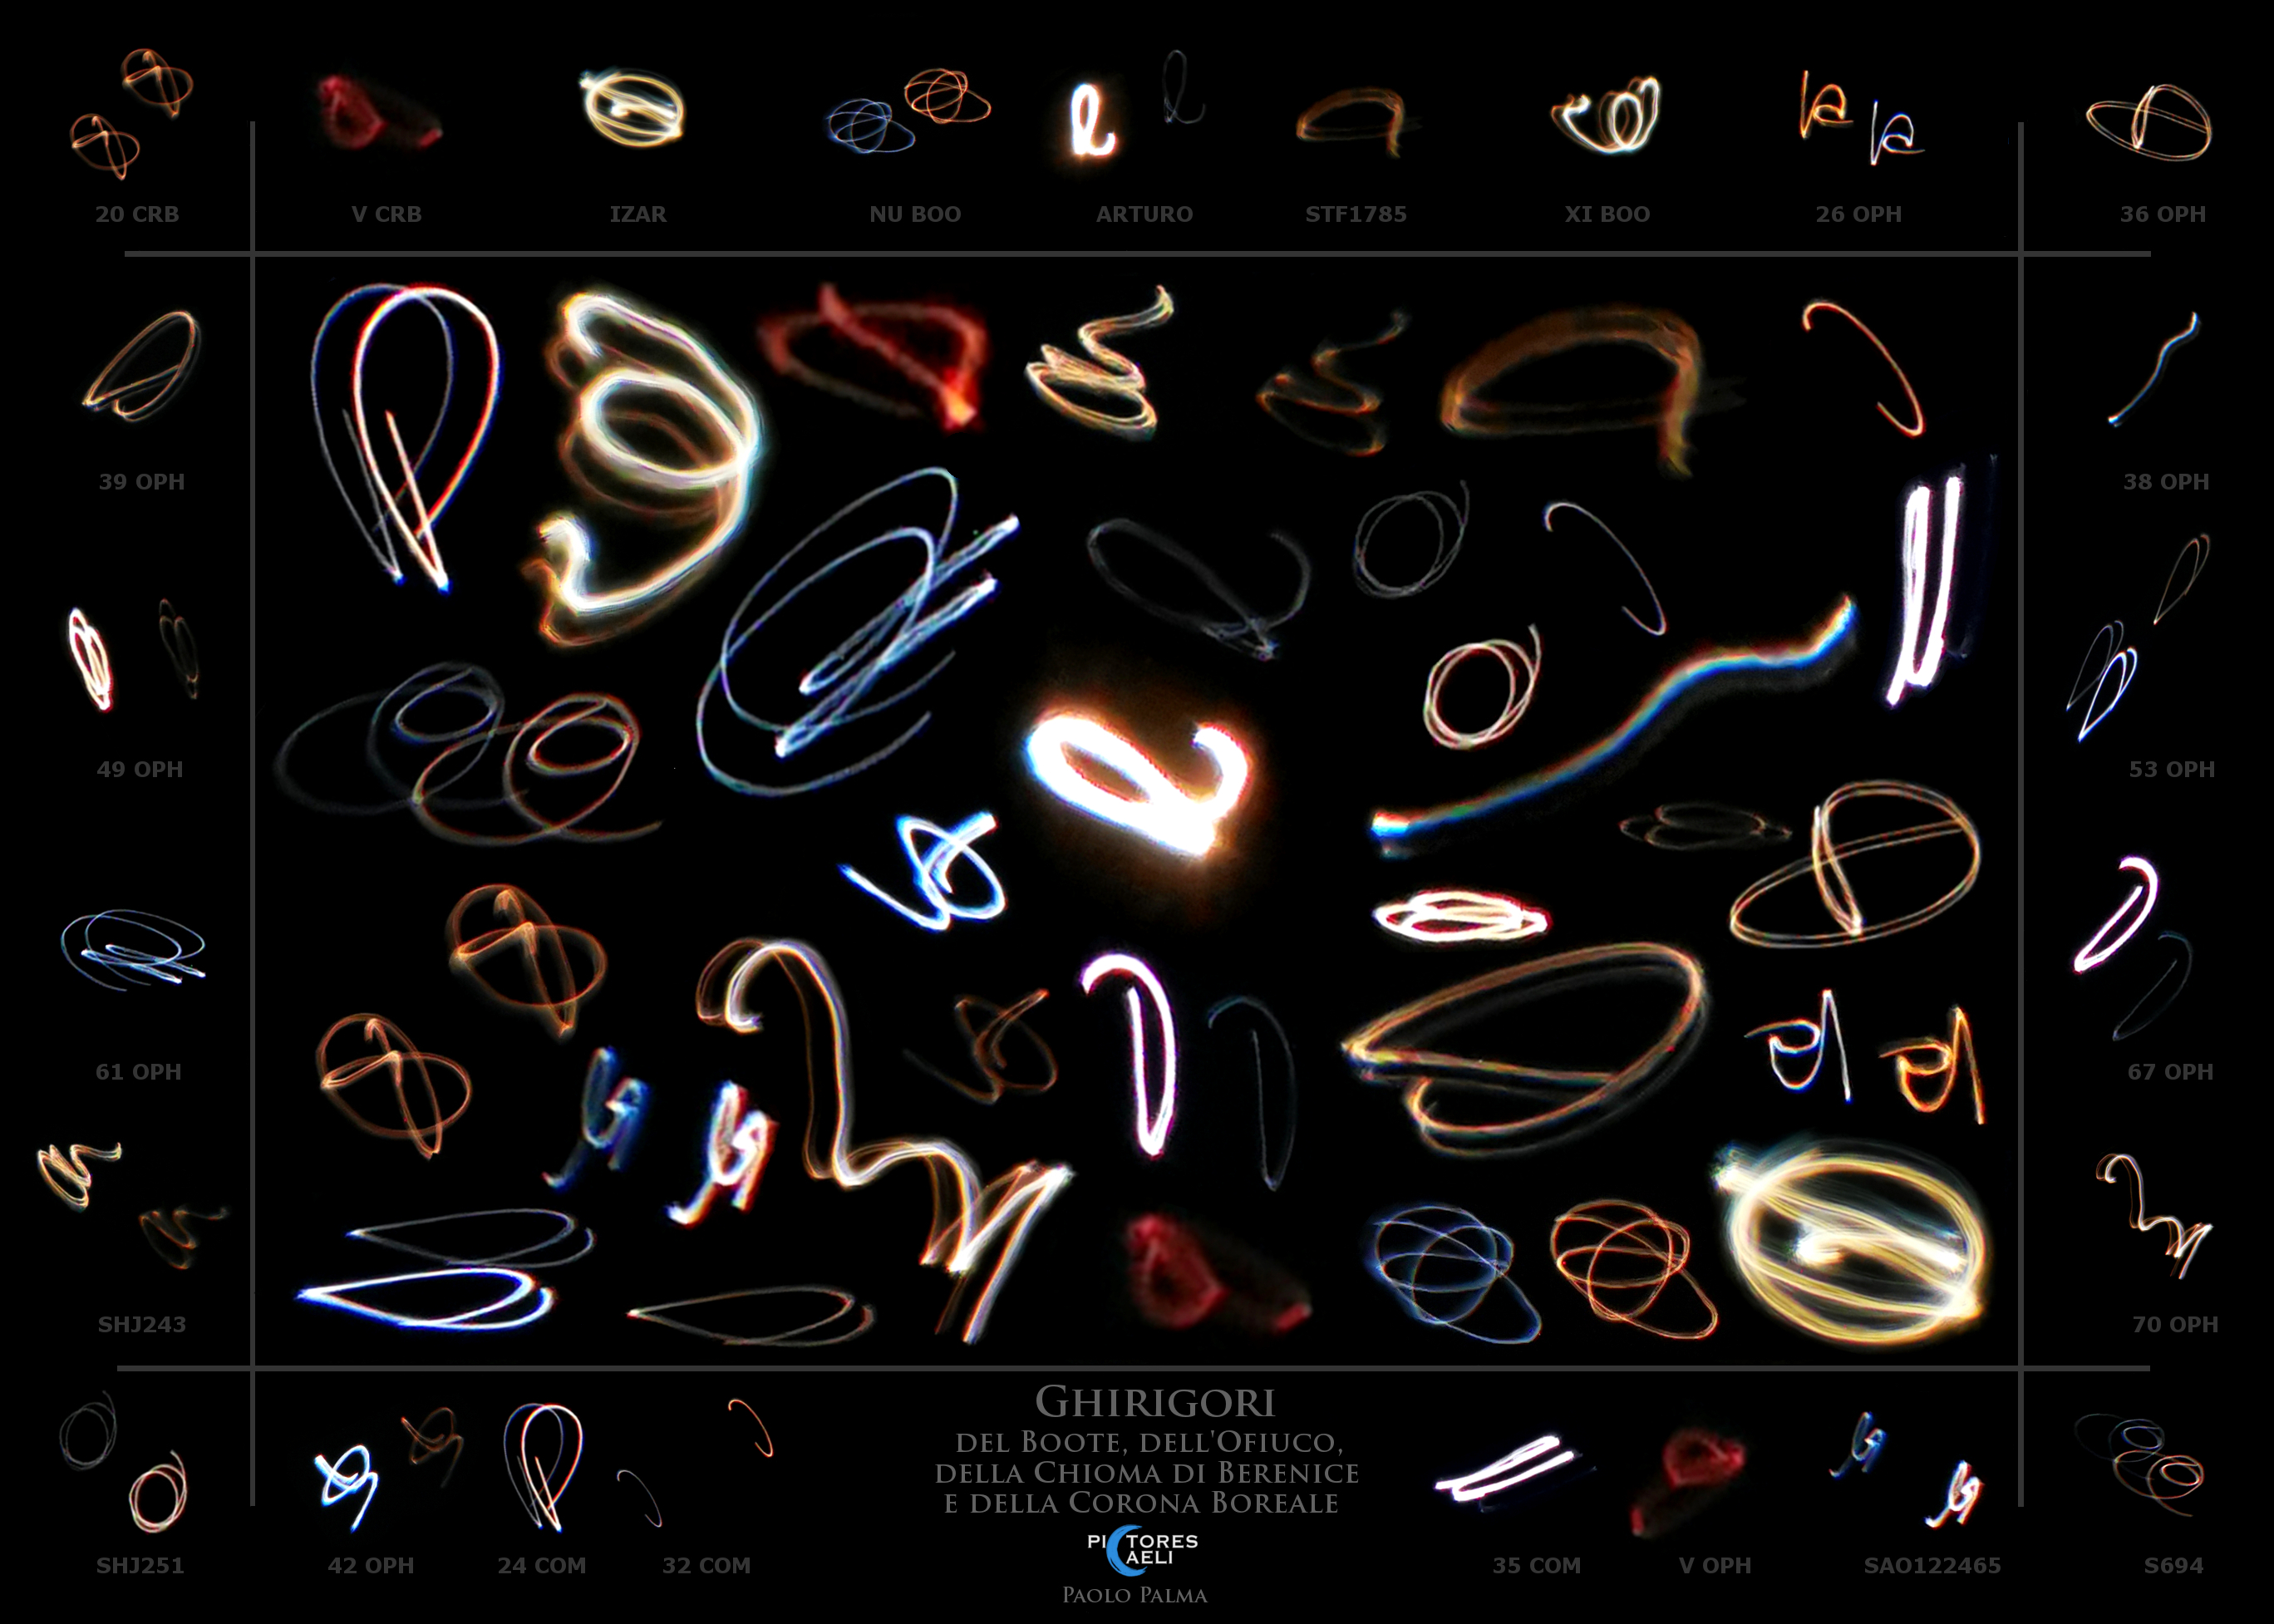 20 CRB
V CRB
IZAR
NU BOO
ARTURO
STF1785
XI BOO
26 OPH
36 OPH
39 OPH
38 OPH
49 OPH
53 OPH
61 OPH
67 OPH
SHJ243
70 OPH
GHIRIGORI
DEL BOOTE, DELL'OFIUCO,
DELLA CHIOMA DI BERENICE
E DELLA CORONA BOREALE
PICTORES
CAELI
PAOLO PALMA
SHJ251
42 OPH
24 COM
32 COM
35 COM
V OPH
SAO122465
S694